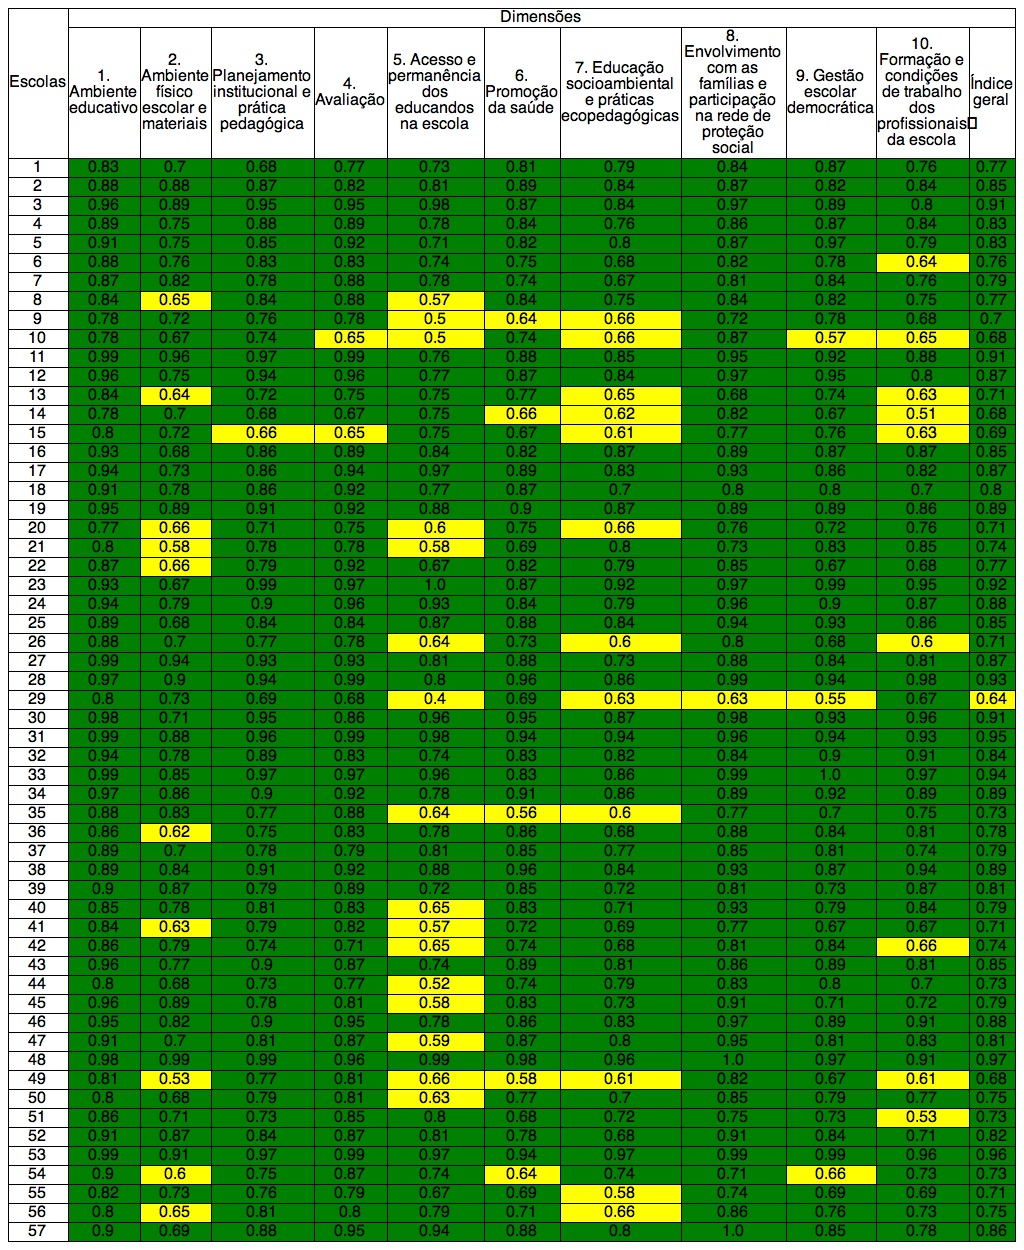 Dimensões
Escolas
1.
Ambiente
educativo
2.
Ambiente
físico
escolar e
materiais
3.
Planejamento
institucional e
prática
pedagógica
4.
Avaliação
5. Acesso e
permanência
dos
educandos
na escola
6.
Promoção
da saúde
7. Educação
socioambiental
e práticas
ecopedagógicas
8.
Envolvimento
com as
famílias e
participação
na rede de
proteção
social
9. Gestão
escolar
democrática
10.
Formação e
condições
de trabalho
dos
profissionais
da escola
Índice
geral
1 0.83 0.7 0.68 0.77 0.73 0.81 0.79 0.84 0.87 0.76 0.77
2 0.88 0.88 0.87 0.82 0.81 0.89 0.84 0.87 0.82 0.84 0.85
3 0.96 0.89 0.95 0.95 0.98 0.87 0.84 0.97 0.89 0.8 0.91
4 0.89 0.75 0.88 0.89 0.78 0.84 0.76 0.86 0.87 0.84 0.83
5 0.91 0.75 0.85 0.92 0.71 0.82 0.8 0.87 0.97 0.79 0.83
6 0.88 0.76 0.83 0.83 0.74 0.75 0.68 0.82 0.78 0.64 0.76
7 0.87 0.82 0.78 0.88 0.78 0.74 0.67 0.81 0.84 0.76 0.79
8 0.84 0.65 0.84 0.88 0.57 0.84 0.75 0.84 0.82 0.75 0.77
9 0.78 0.72 0.76 0.78 0.5 0.64 0.66 0.72 0.78 0.68 0.7
10 0.78 0.67 0.74 0.65 0.5 0.74 0.66 0.87 0.57 0.65 0.68
11 0.99 0.96 0.97 0.99 0.76 0.88 0.85 0.95 0.92 0.88 0.91
12 0.96 0.75 0.94 0.96 0.77 0.87 0.84 0.97 0.95 0.8 0.87
13 0.84 0.64 0.72 0.75 0.75 0.77 0.65 0.68 0.74 0.63 0.71
14 0.78 0.7 0.68 0.67 0.75 0.66 0.62 0.82 0.67 0.51 0.68
15 0.8 0.72 0.66 0.65 0.75 0.67 0.61 0.77 0.76 0.63 0.69
16 0.93 0.68 0.86 0.89 0.84 0.82 0.87 0.89 0.87 0.87 0.85
17 0.94 0.73 0.86 0.94 0.97 0.89 0.83 0.93 0.86 0.82 0.87
18 0.91 0.78 0.86 0.92 0.77 0.87 0.7 0.8 0.8 0.7 0.8
19 0.95 0.89 0.91 0.92 0.88 0.9 0.87 0.89 0.89 0.86 0.89
20 0.77 0.66 0.71 0.75 0.6 0.75 0.66 0.76 0.72 0.76 0.71
21 0.8 0.58 0.78 0.78 0.58 0.69 0.8 0.73 0.83 0.85 0.74
22 0.87 0.66 0.79 0.92 0.67 0.82 0.79 0.85 0.67 0.68 0.77
23 0.93 0.67 0.99 0.97 1.0 0.87 0.92 0.97 0.99 0.95 0.92
24 0.94 0.79 0.9 0.96 0.93 0.84 0.79 0.96 0.9 0.87 0.88
25 0.89 0.68 0.84 0.84 0.87 0.88 0.84 0.94 0.93 0.86 0.85
26 0.88 0.7 0.77 0.78 0.64 0.73 0.6 0.8 0.68 0.6 0.71
27 0.99 0.94 0.93 0.93 0.81 0.88 0.73 0.88 0.84 0.81 0.87
28 0.97 0.9 0.94 0.99 0.8 0.96 0.86 0.99 0.94 0.98 0.93
29 0.8 0.73 0.69 0.68 0.4 0.69 0.63 0.63 0.55 0.67 0.64
30 0.98 0.71 0.95 0.86 0.96 0.95 0.87 0.98 0.93 0.96 0.91
31 0.99 0.88 0.96 0.99 0.98 0.94 0.94 0.96 0.94 0.93 0.95
32 0.94 0.78 0.89 0.83 0.74 0.83 0.82 0.84 0.9 0.91 0.84
33 0.99 0.85 0.97 0.97 0.96 0.83 0.86 0.99 1.0 0.97 0.94
34 0.97 0.86 0.9 0.92 0.78 0.91 0.86 0.89 0.92 0.89 0.89
35 0.88 0.83 0.77 0.88 0.64 0.56 0.6 0.77 0.7 0.75 0.73
36 0.86 0.62 0.75 0.83 0.78 0.86 0.68 0.88 0.84 0.81 0.78
37 0.89 0.7 0.78 0.79 0.81 0.85 0.77 0.85 0.81 0.74 0.79
38 0.89 0.84 0.91 0.92 0.88 0.96 0.84 0.93 0.87 0.94 0.89
39 0.9 0.87 0.79 0.89 0.72 0.85 0.72 0.81 0.73 0.87 0.81
40 0.85 0.78 0.81 0.83 0.65 0.83 0.71 0.93 0.79 0.84 0.79
41 0.84 0.63 0.79 0.82 0.57 0.72 0.69 0.77 0.67 0.67 0.71
42 0.86 0.79 0.74 0.71 0.65 0.74 0.68 0.81 0.84 0.66 0.74
43 0.96 0.77 0.9 0.87 0.74 0.89 0.81 0.86 0.89 0.81 0.85
44 0.8 0.68 0.73 0.77 0.52 0.74 0.79 0.83 0.8 0.7 0.73
45 0.96 0.89 0.78 0.81 0.58 0.83 0.73 0.91 0.71 0.72 0.79
46 0.95 0.82 0.9 0.95 0.78 0.86 0.83 0.97 0.89 0.91 0.88
47 0.91 0.7 0.81 0.87 0.59 0.87 0.8 0.95 0.81 0.83 0.81
48 0.98 0.99 0.99 0.96 0.99 0.98 0.96 1.0 0.97 0.91 0.97
49 0.81 0.53 0.77 0.81 0.66 0.58 0.61 0.82 0.67 0.61 0.68
50 0.8 0.68 0.79 0.81 0.63 0.77 0.7 0.85 0.79 0.77 0.75
51 0.86 0.71 0.73 0.85 0.8 0.68 0.72 0.75 0.73 0.53 0.73
52 0.91 0.87 0.84 0.87 0.81 0.78 0.68 0.91 0.84 0.71 0.82
53 0.99 0.91 0.99 0.99 0.97 0.94 0.97 0.99 0.99 0.96 0.96
54 0.9 0.6 0.75 0.87 0.74 0.64 0.74 0.71 0.66 0.73 0.73
55 0.82 0.73 0.76 0.79 0.67 0.69 0.58 0.74 0.69 0.69 0.71
56 0.8 0.65 0.81 0.8 0.79 0.71 0.66 0.86 0.76 0.73 0.75
57 0.9 0.69 0.88 0.95 0.94 0.88 0.8 1.0 0.85 0.78 0.86